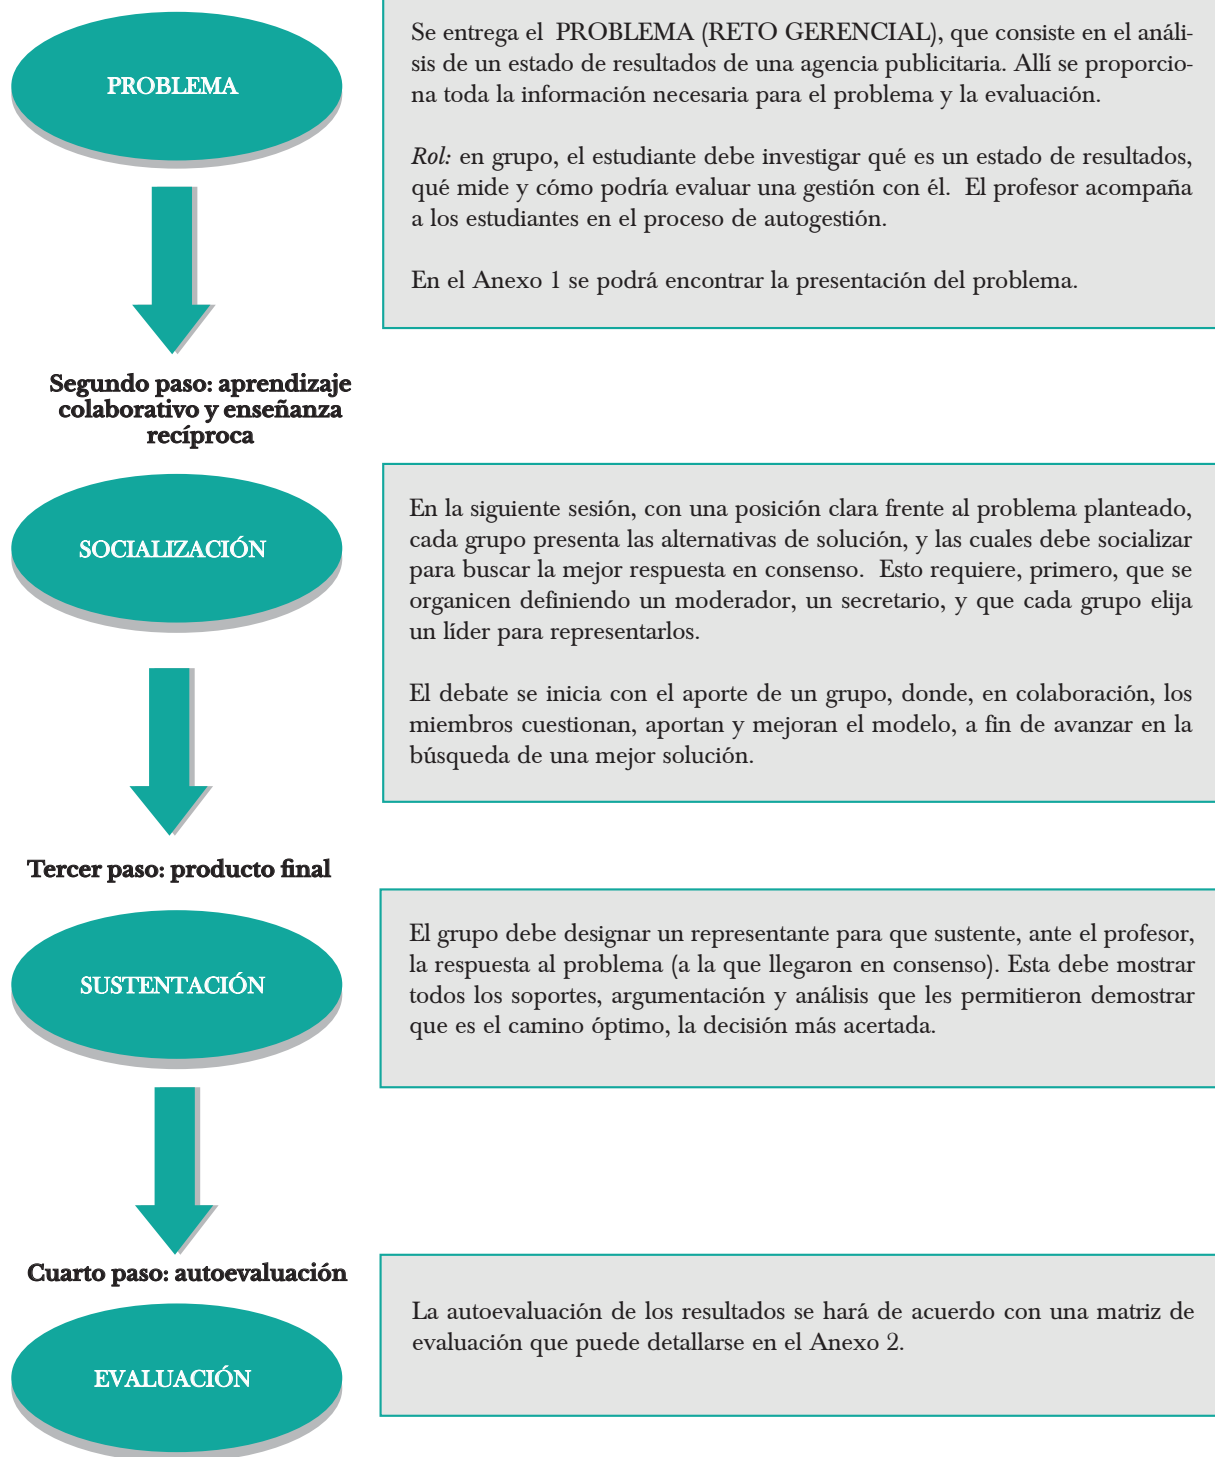 PROBLEMA
Se entrega el PROBLEMA (RETO GERENCIAL), que consiste en el análi-
sis de un estado de resultados de una agencia publicitaria. Allí se proporcio-
na toda la información necesaria para el problema y la evaluación.
Rol: en grupo, el estudiante debe investigar qué es un estado de resultados,
qué mide y cómo podría evaluar una gestión con él. El profesor acompaña
a los estudiantes en el proceso de autogestión.
En el Anexo 1 se podrá encontrar la presentación del problema.
Segundo paso: aprendizaje
colaborativo y enseñanza
recíproca
SOCIALIZACIÓN
En la siguiente sesión, con una posición clara frente al problema planteado,
cada grupo presenta las alternativas de solución, y las cuales debe socializar
para buscar la mejor respuesta en consenso. Esto requiere, primero, que se
organicen definiendo un moderador, un secretario, y que cada grupo elija
un líder para representarlos.
El debate se inicia con el aporte de un grupo, donde, en colaboración, los
miembros cuestionan, aportan y mejoran el modelo, a fin de avanzar en la
búsqueda de una mejor solución.
Tercer paso: producto final
SUSTENTACIÓN
El grupo debe designar un representante para que sustente, ante el profesor,
la respuesta al problema (a la que llegaron en consenso). Esta debe mostrar
todos los soportes, argumentación y análisis que les permitieron demostrar
que es el camino óptimo, la decisión más acertada.
Cuarto paso: autoevaluación
EVALUACIÓN
La autoevaluación de los resultados se hará de acuerdo con una matriz de
evaluación que puede detallarse en el Anexo 2.